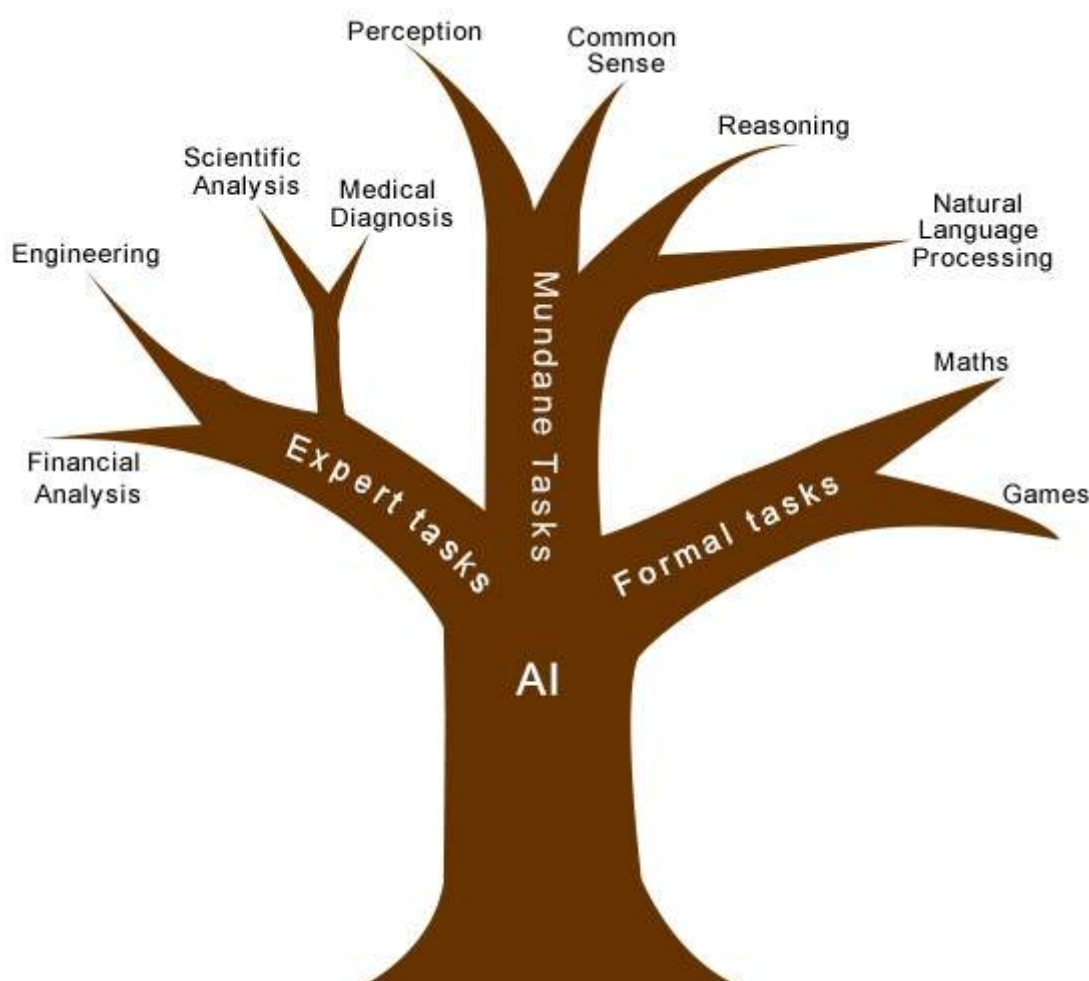 Perception
Common
Sense
Reasoning
Scientific
Analysis
Medical
Diagnosis
Natural
Language
Processing
Engineering
Maths
Financial
Analysis
Games
Expert tasks
Mundane Tasks
Formal tasks
AI